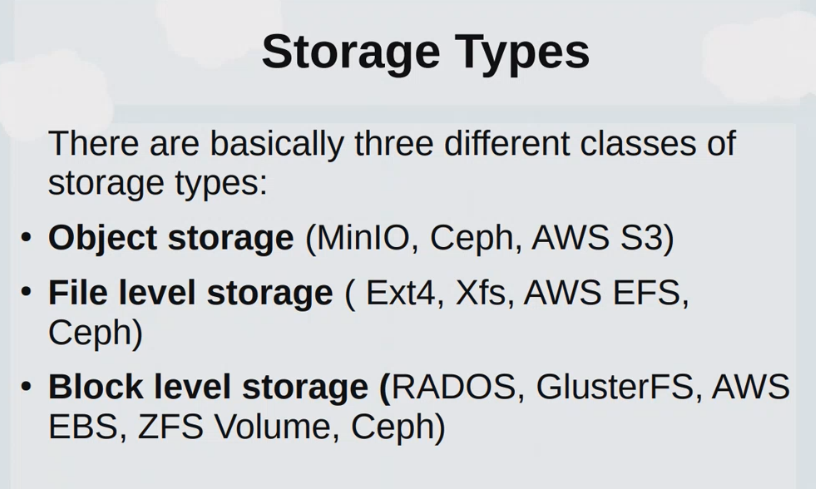 Storage Types
There are basically three different classes of
storage types:
• Object storage (MinIO, Ceph, AWS S3)
• File level storage ( Ext4, Xfs, AWS EFS,
Ceph)
• Block level storage (RADOS, GlusterFS, AWS
EBS, ZFS Volume, Ceph)